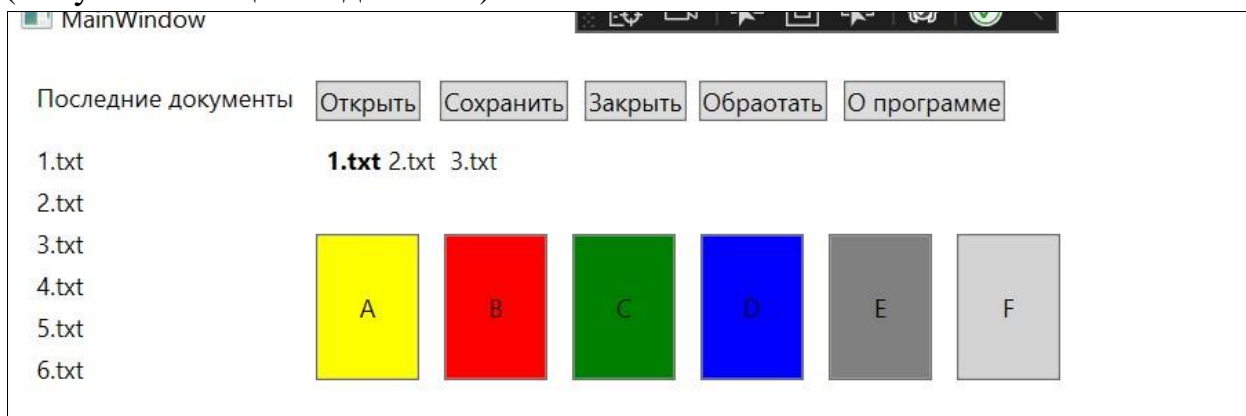 MainWindow
Последние документы Открыть Сохранить Закрыть Обраотать О программе
1.txt 1.txt 2.txt 3.txt
2.txt
3.txt
4.txt
5.txt
6.txt
A B C D E F